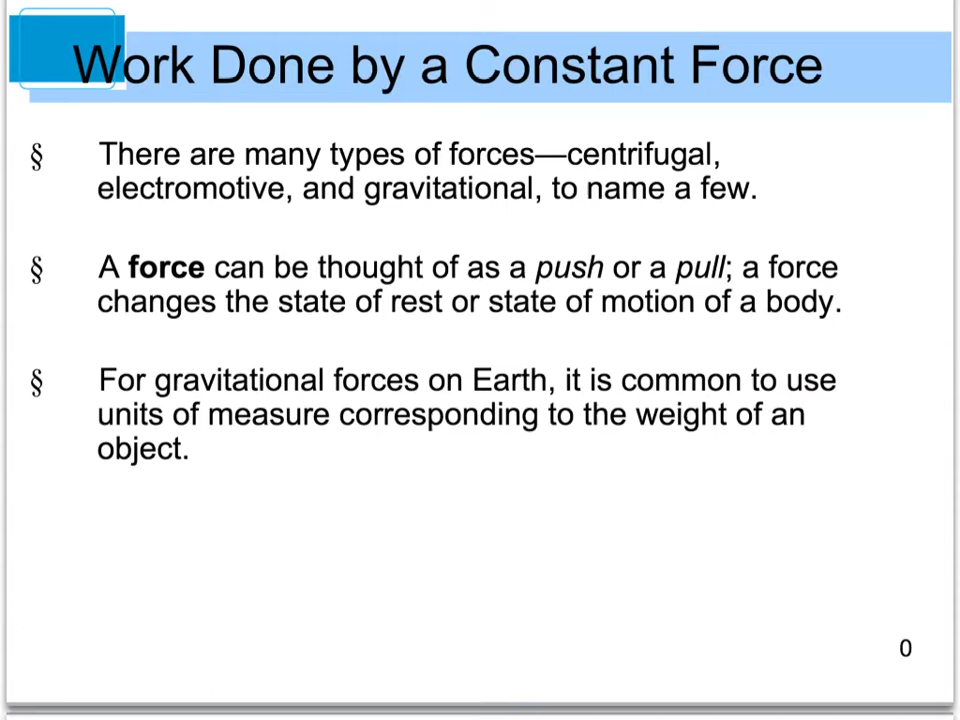 Work Done by a Constant Force
§ There are many types of forces—centrifugal,
electromotive, and gravitational, to name a few.
§ A force can be thought of as a push or a pull; a force
changes the state of rest or state of motion of a body.
§ For gravitational forces on Earth, it is common to use
units of measure corresponding to the weight of an
object.
0